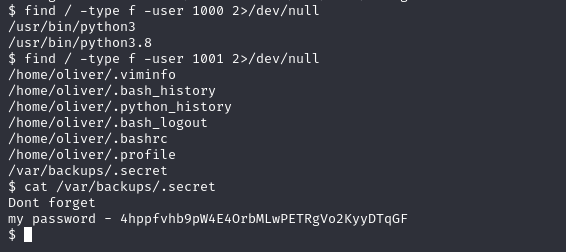 $ find / -type f -user 1000 2>/dev/null
/usr/bin/python3
/usr/bin/python3.8
$ find / -type f -user 1001 2>/dev/null
/home/oliver/.viminfo
/home/oliver/.bash_history
/home/oliver/.python_history
/home/oliver/.bash_logout
/home/oliver/.bashrc
/home/oliver/.profile
/var/backups/.secret
$ cat /var/backups/.secret
Dont forget
my password - 4hppfvhb9pW4E4OrbMLwPETRgVo2KyyDTqGF
$